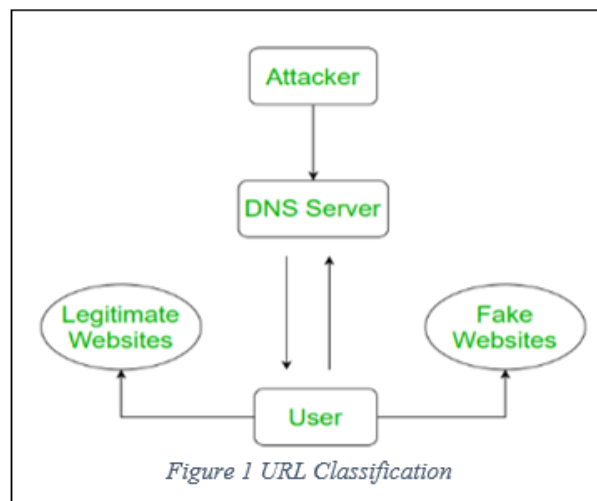 Attacker
DNS Server
Legitimate
Websites
Fake
Websites
User
Figure 1 URL Classification